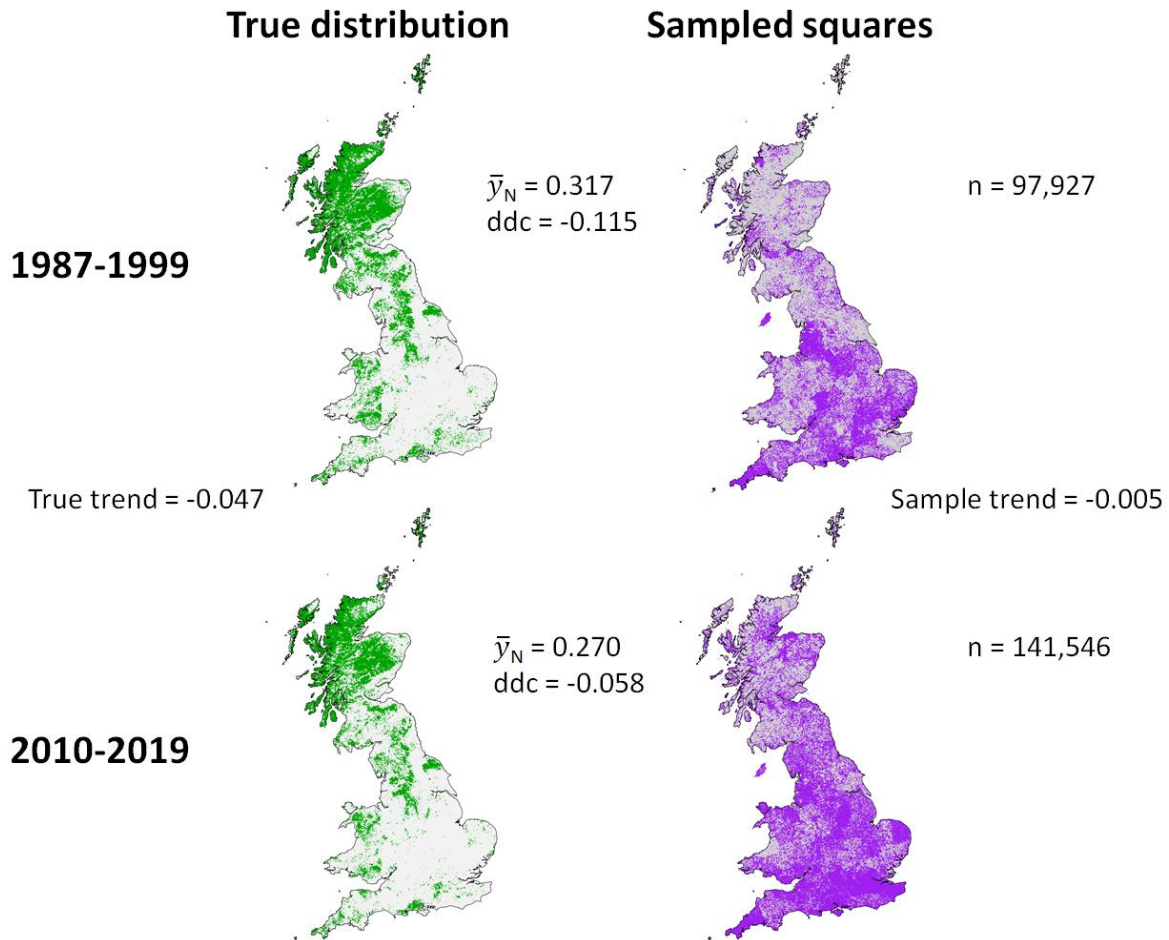 True distribution
Sampled squares
1987-1999
ȳN = 0.317
ddc = -0.115
n = 97,927
True trend = -0.047
Sample trend = -0.005
2010-2019
ȳN = 0.270
ddc = -0.058
n = 141,546